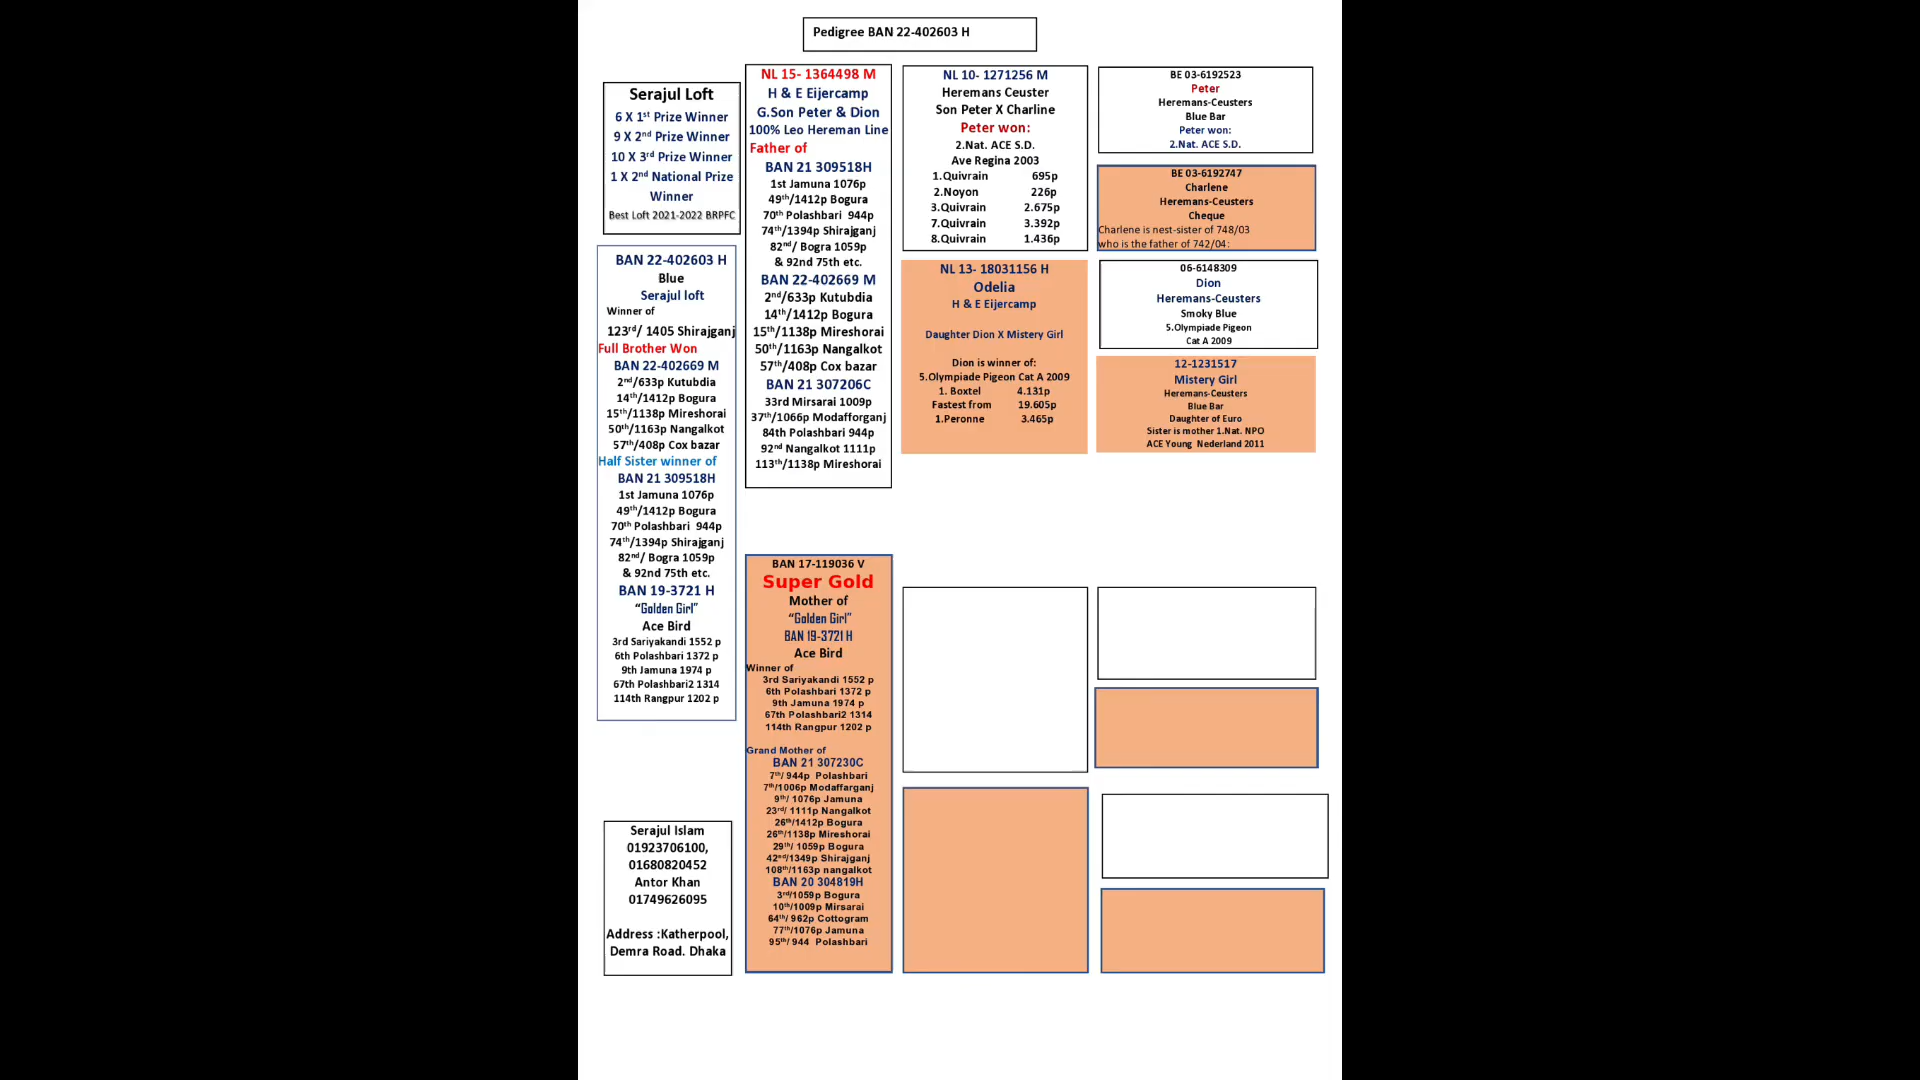 Pedigree BAN 22-402603 H
Serajul Loft
6 X 1st Prize Winner
9 X 2nd Prize Winner
10 X 3rd Prize Winner
1 X 2nd National Prize
Winner
Best Loft 2021-2022 BRPFC
BAN 22-402603 H
Blue
Serajul loft
Winner of
123rd/ 1405 Shirajganj
Full Brother Won
BAN 22-402669 M
2nd/633p Kutubdia
14th/1412p Bogura
15th/1138p Mireshorai
50th/1163p Nangalkot
57th/408p Cox bazar
Half Sister winner of
BAN 21 309518H
1st Jamuna 1076p
49th/1412p Bogura
70th Polashbari 944p
74th/1394p Shirajganj
82nd/ Bogra 1059p
& 92nd 75th etc.
BAN 19-3721 H
“Golden Girl”
Ace Bird
3rd Sariyakandi 1552 p
6th Polashbari 1372 p
9th Jamuna 1974 p
67th Polashbari2 1314
114th Rangpur 1202 p
Serajul Islam
01923706100,
01680820452
Antor Khan
01749626095
Address :Katherpool,
Demra Road. Dhaka
NL 15- 1364498 M
H & E Eijercamp
G.Son Peter & Dion
100% Leo Hereman Line
Father of
BAN 21 309518H
1st Jamuna 1076p
49th/1412p Bogura
70th Polashbari 944p
74th/1394p Shirajganj
82nd/ Bogra 1059p
& 92nd 75th etc.
BAN 22-402669 M
2nd/633p Kutubdia
14th/1412p Bogura
15th/1138p Mireshorai
50th/1163p Nangalkot
57th/408p Cox bazar
BAN 21 307206C
33rd Mirsarai 1009p
37th/1066p Modafforganj
84th Polashbari 944p
92nd Nangalkot 1111p
113th/1138p Mireshorai
BAN 17-119036 V
Super Gold
Mother of
“Golden Girl”
BAN 19-3721 H
Ace Bird
Winner of
3rd Sariyakandi 1552 p
6th Polashbari 1372 p
9th Jamuna 1974 p
67th Polashbari2 1314
114th Rangpur 1202 p
Grand Mother of
BAN 21 307230C
7th/ 944p Polashbari
7th/1006p Modaffarganj
9th/ 1076p Jamuna
23rd/ 1111p Nangalkot
26th/1412p Bogura
26th/1138p Mireshorai
29th/ 1059p Bogura
42nd/1349p Shirajganj
108th/1163p nangalkot
BAN 20 304819H
3rd/1059p Bogura
10th/1009p Mirsarai
64th/ 962p Cottogram
77th/1076p Jamuna
95th/ 944 Polashbari
NL 10- 1271256 M
Heremans Ceuster
Son Peter X Charline
Peter won:
2.Nat. ACE S.D.
Ave Regina 2003
1.Quivrain 695p
2.Noyon 226p
3.Quivrain 2.675p
7.Quivrain 3.392p
8.Quivrain 1.436p
NL 13- 18031156 H
Odelia
H & E Eijercamp
Daughter Dion X Mistery Girl
Dion is winner of:
5.Olympiade Pigeon Cat A 2009
1. Boxtel 4.131p
Fastest from 19.605p
1.Peronne 3.465p
BE 03-6192523
Peter
Heremans-Ceusters
Blue Bar
Peter won:
2.Nat. ACE S.D.
BE 03-6192747
Charlene
Heremans-Ceusters
Cheque
Charlene is nest-sister of 748/03
who is the father of 742/04:
06-6148309
Dion
Heremans-Ceusters
Smoky Blue
5.Olympiade Pigeon
Cat A 2009
12-1231517
Mistery Girl
Heremans-Ceusters
Blue Bar
Daughter of Euro
Sister is mother 1.Nat. NPO
ACE Young Nederland 2011